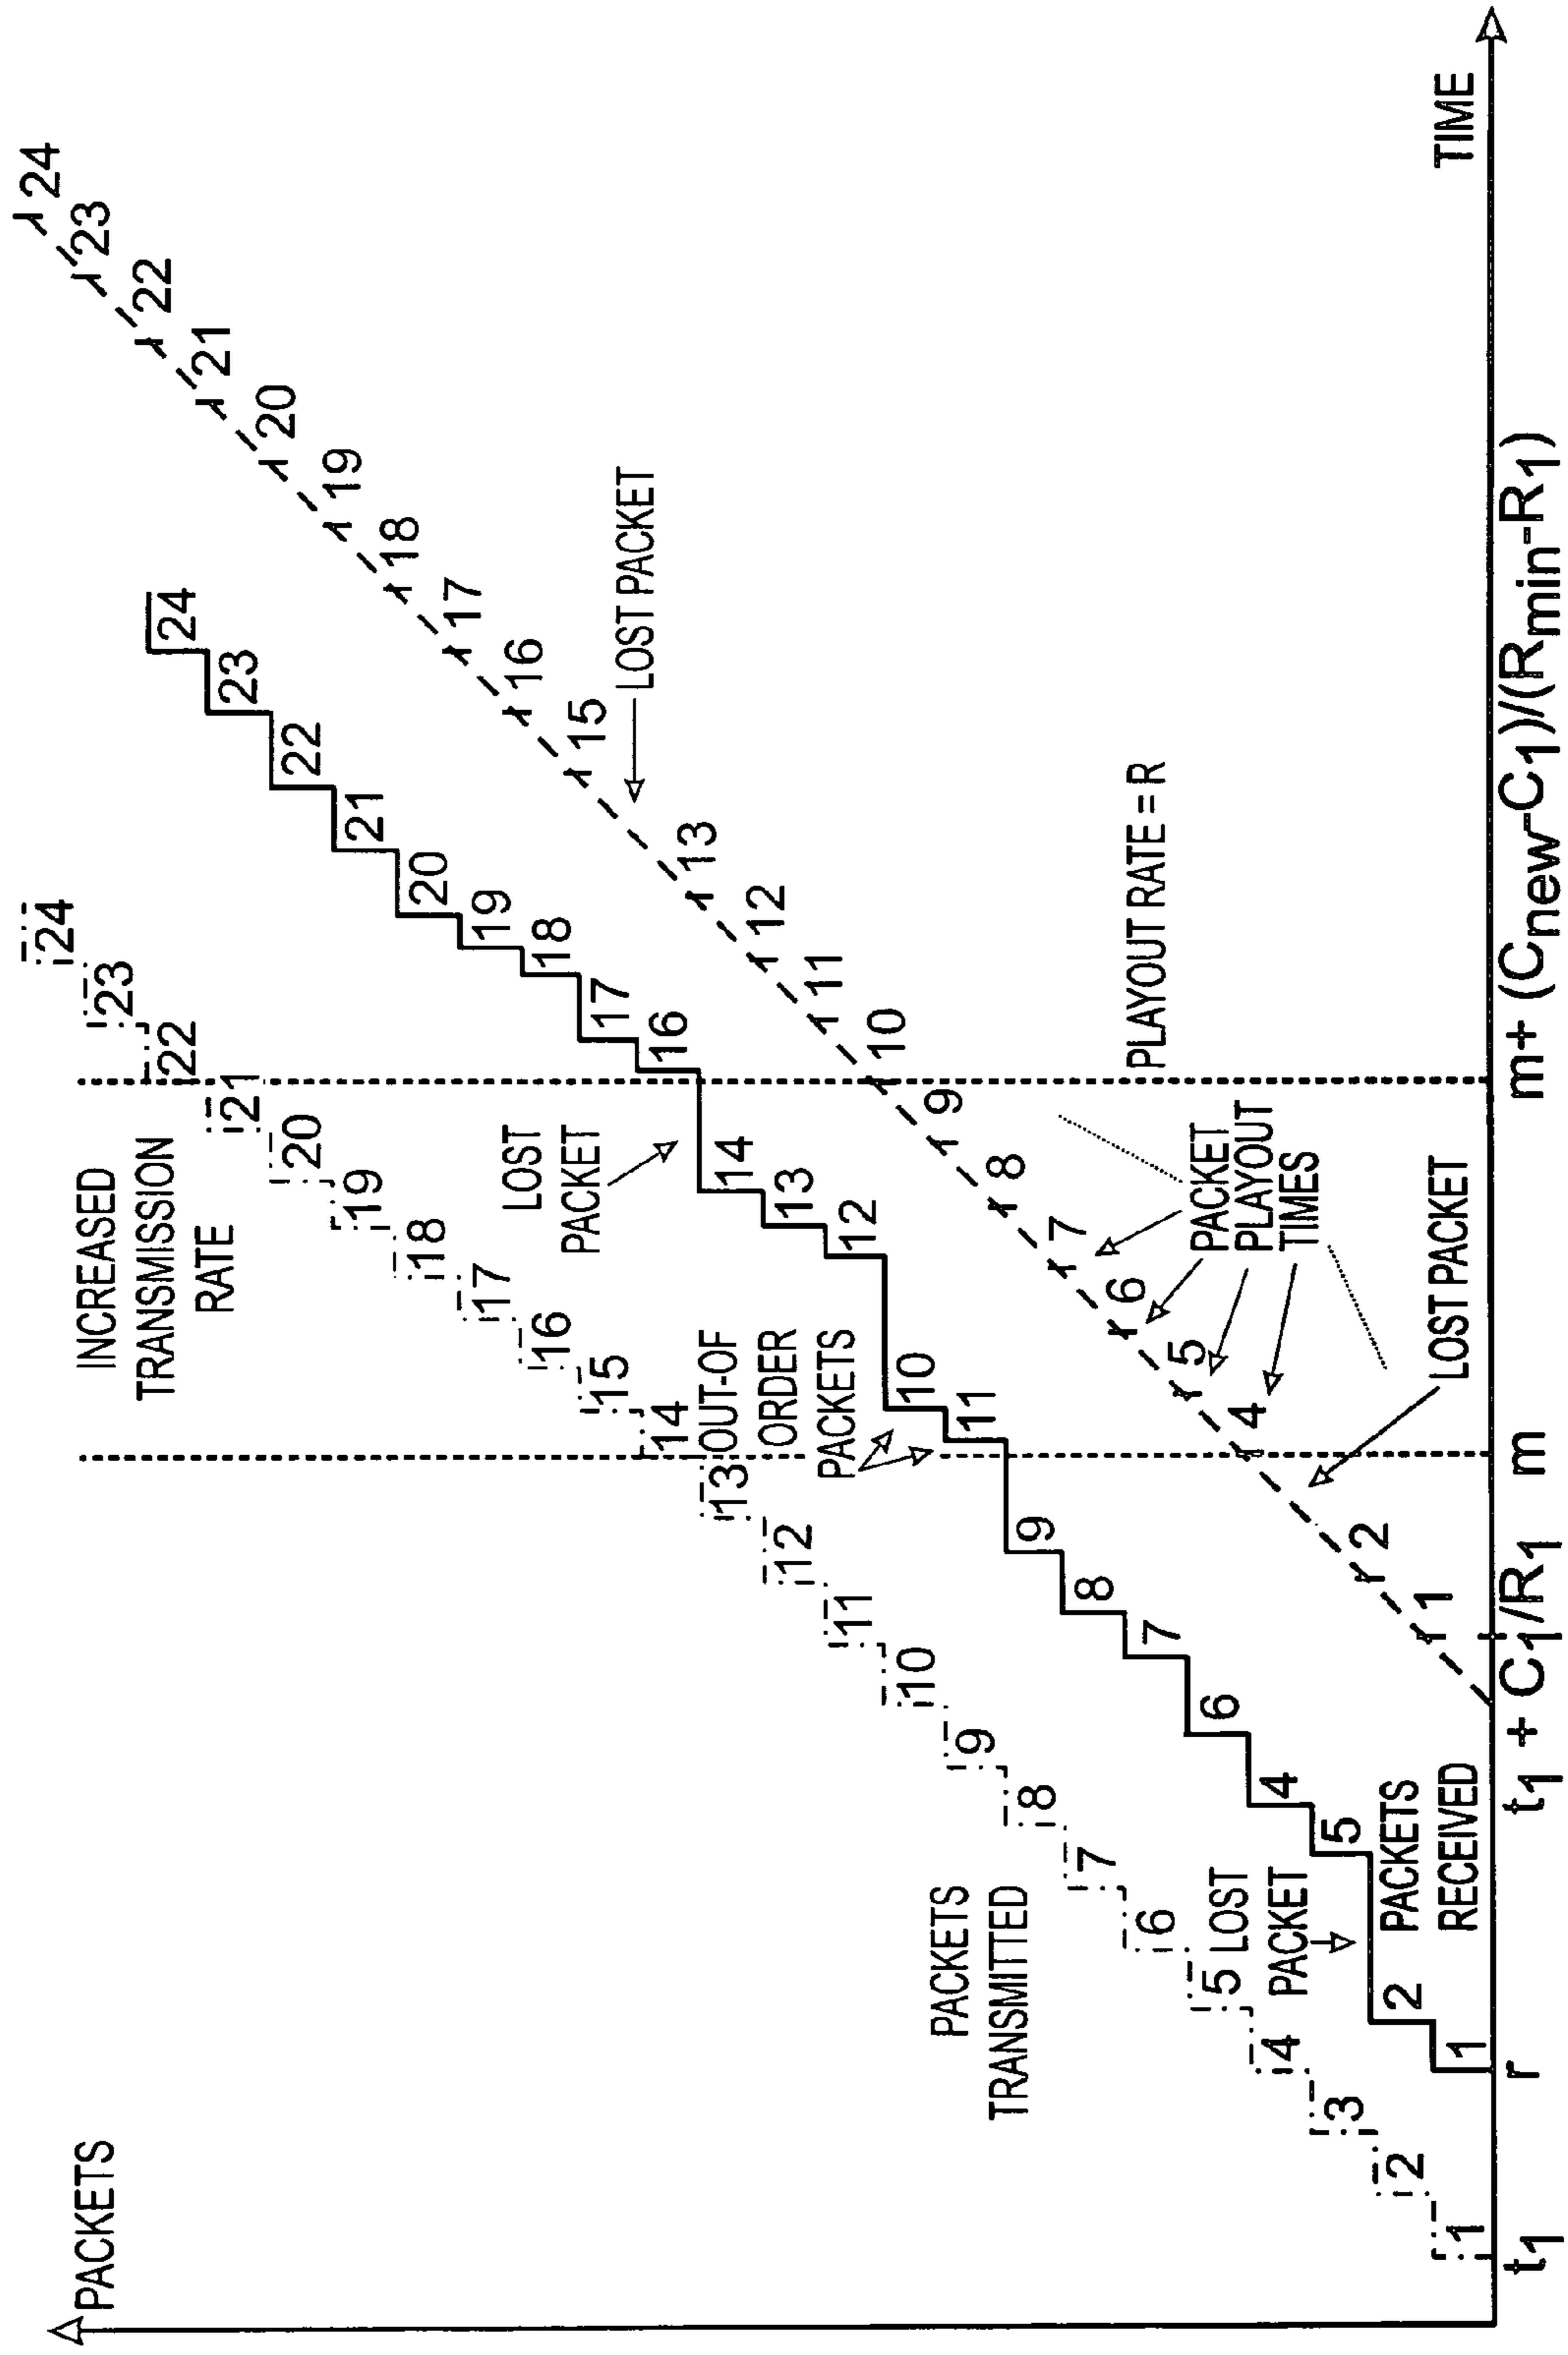 PACKETS
INCREASED
TRANSMISSION
RATE
PACKETS
TRANSMITTED
1
2
3
4
5
6
7
8
9
10
11
12
13
14
15
16
17
18
19
20
21
22
23
24
LOST
PACKET
OUT-OF
ORDER
PACKETS
LOST
PACKET
PACKETS
RECEIVED
1
2
5
4
6
7
8
9
11
10
12
13
14
16
17
18
19
20
21
22
23
24
LOST PACKET
PACKET
PLAYOUT
TIMES
LOST PACKET
PLAYOUT RATE = R
1
2
4
5
6
7
8
9
10
11
12
13
15
16
17
18
19
20
21
22
23
24
TIME
t1
r
t1 + C1/R1
m
m+ (Cnew-C1)/(Rmin-R1)